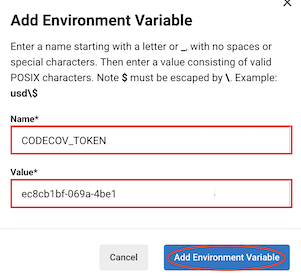 Add Environment Variable
Enter a name starting with a letter or _, with no spaces or
special characters. Then enter a value consisting of valid
POSIX characters. Note $ must be escaped by \. Example:
usd\$
Name*
CODECOV_TOKEN
Value*
ec8cb1bf-069a-4be1
Cancel
Add Environment Variable